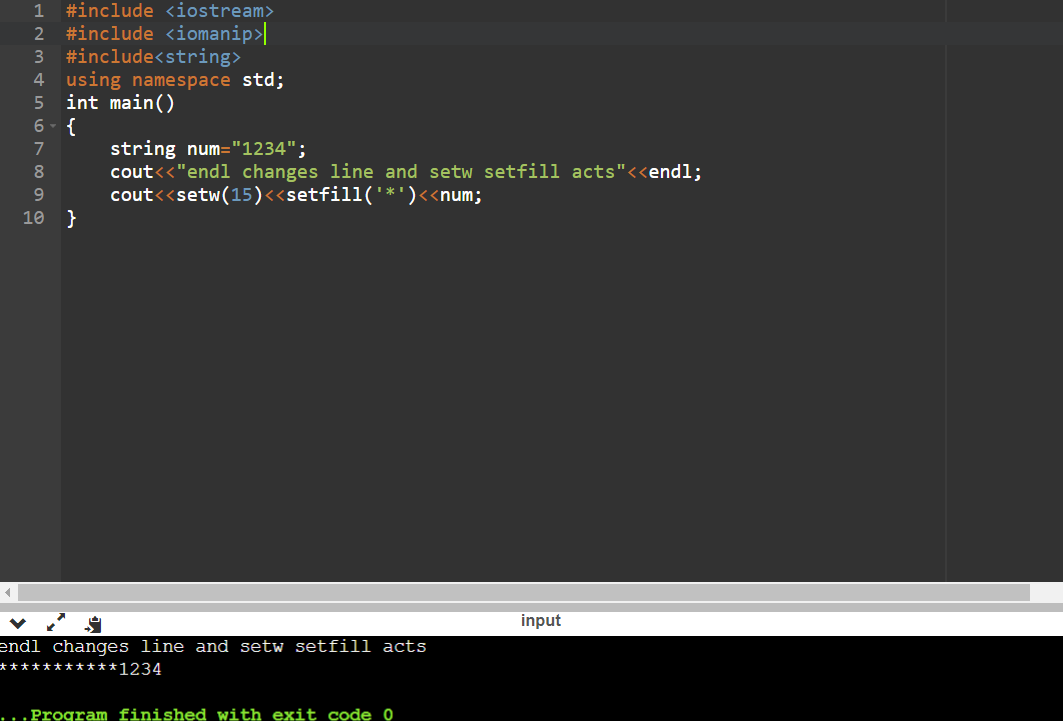 1 #include <iostream>
2 #include <iomanip>
3 #include<string>
4 using namespace std;
5 int main()
6 {
7     string num="1234";
8     cout<<"endl changes line and setw setfill acts"<<endl;
9     cout<<setw(15)<<setfill('*')<<num;
10 }
input
endl changes line and setw setfill acts
***********1234
...Program finished with exit code 0